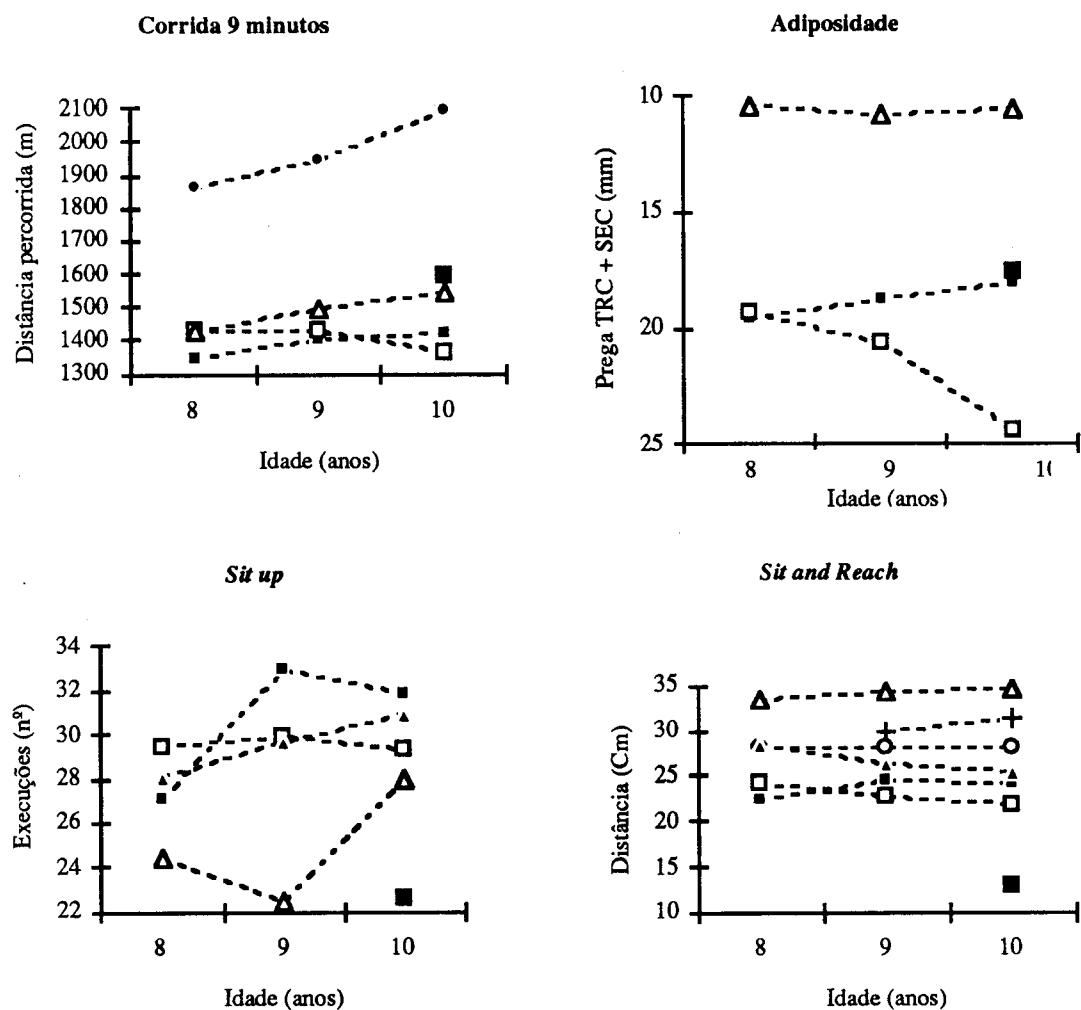 Corrida 9 minutos
Distância percorrida (m)
2100
2000
1900
1800
1700
1600
1500
1400
1300
8 9 10
Idade (anos)
Adiposidade
Prega TRC + SEC (mm)
10
15
20
25
8 9 1(
Idade (anos)
Sit up
Execuções (nº)
34
32
30
28
26
24
22
8 9 10
Idade (anos)
Sit and Reach
Distância (Cm)
35
30
25
20
15
10
8 9 10
Idade (anos)